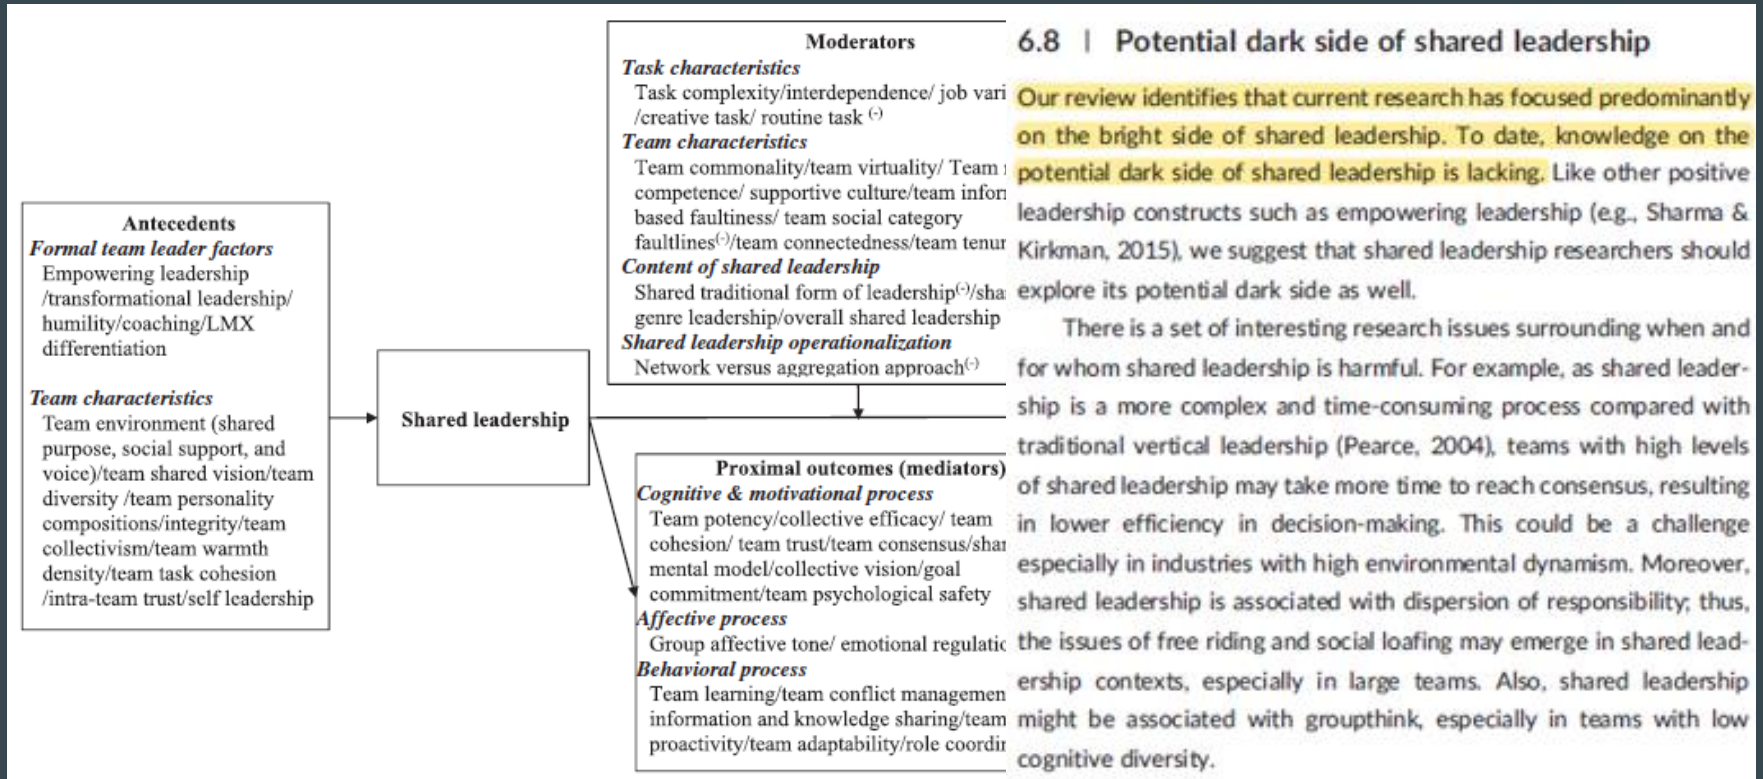 Antecedents
Formal team leader factors
Empowering leadership
/transformational leadership/
humility/coaching/LMX
differentiation
Team characteristics
Team environment (shared
purpose, social support, and
voice)/team shared vision/team
diversity /team personality
compositions/integrity/team
collectivism/team warmth
density/team task cohesion
/intra-team trust/self leadership
Shared leadership
Moderators
Task characteristics
Task complexity/interdependence/ job vari
/creative task/ routine task (-)
Team characteristics
Team commonality/team virtuality/ Team
competence/ supportive culture/team infor
based faultiness/ team social category
faultlines(-)/team connectedness/team tenur
Content of shared leadership
Shared traditional form of leadership(-)/sha
genre leadership/overall shared leadership
Shared leadership operationalization
Network versus aggregation approach(-)
Proximal outcomes (mediators)
Cognitive & motivational process
Team potency/collective efficacy/ team
cohesion/ team trust/team consensus/shar
mental model/collective vision/goal
commitment/team psychological safety
Affective process
Group affective tone/ emotional regulatio
Behavioral process
Team learning/team conflict managemen
information and knowledge sharing/team
proactivity/team adaptability/role coordin
6.8 | Potential dark side of shared leadership
Our review identifies that current research has focused predominantly
on the bright side of shared leadership. To date, knowledge on the
potential dark side of shared leadership is lacking. Like other positive
leadership constructs such as empowering leadership (e.g., Sharma &
Kirkman, 2015), we suggest that shared leadership researchers should
explore its potential dark side as well.
There is a set of interesting research issues surrounding when and
for whom shared leadership is harmful. For example, as shared leader-
ship is a more complex and time-consuming process compared with
traditional vertical leadership (Pearce, 2004), teams with high levels
of shared leadership may take more time to reach consensus, resulting
in lower efficiency in decision-making. This could be a challenge
especially in industries with high environmental dynamism. Moreover,
shared leadership is associated with dispersion of responsibility; thus,
the issues of free riding and social loafing may emerge in shared lead-
ership contexts, especially in large teams. Also, shared leadership
might be associated with groupthink, especially in teams with low
cognitive diversity.